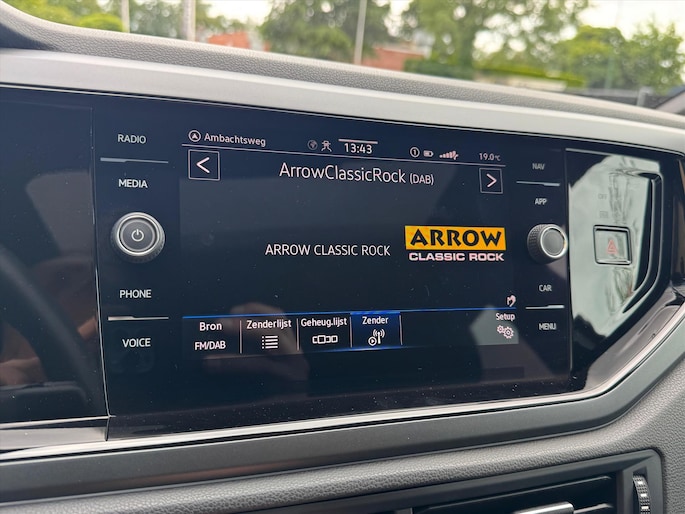 RADIO
MEDIA
PHONE
VOICE
Ambachtsweg
13:43
19.0°C
ArrowClassicRock (DAB)
ARROW CLASSIC ROCK
ARROW
CLASSIC ROCK
Bron
FM/DAB
Zenderlijst
Geheug.lijst
Zender
Setup
NAV
APP
CAR
MENU